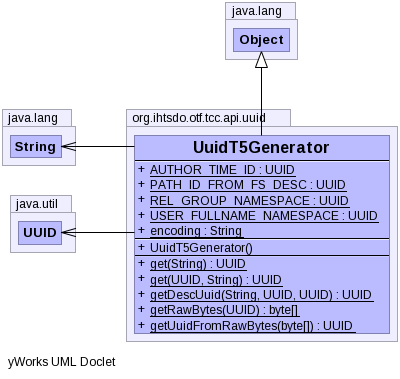 java.lang
Object
java.lang
String
org.ihtsdo.otf.tcc.api.uuid
UuidT5Generator
+ AUTHOR_TIME_ID : UUID
+ PATH_ID_FROM_FS_DESC : UUID
+ REL_GROUP_NAMESPACE : UUID
+ USER_FULLNAME_NAMESPACE : UUID
+ encoding : String
+ UuidT5Generator()
+ get(String) : UUID
+ get(UUID, String) : UUID
+ getDescUuid(String, UUID, UUID) : UUID
+ getRawBytes(UUID) : byte[]
+ getUuidFromRawBytes(byte[]) : UUID
java.util
UUID
yWorks UML Doclet